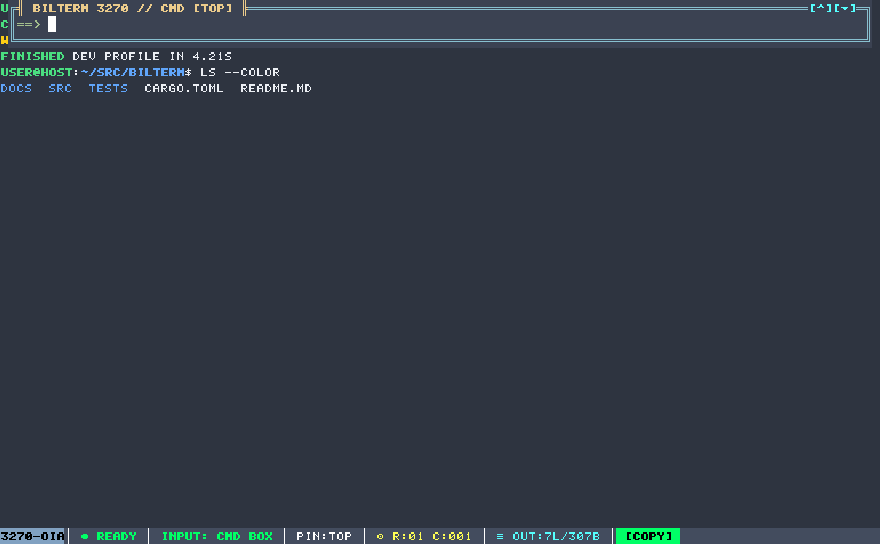 U BILTERM 3270 // CMD [TOP] [^][▾]
C ==>
W
FINISHED DEV PROFILE IN 4.21S
USER@HOST:~/SRC/BILTERM$ LS --COLOR
DOCS  SRC  TESTS  CARGO.TOML  README.MD
3270-OIA │ ● READY │ INPUT: CMD BOX │ PIN:TOP │ ⊙ R:01 C:001 │ ≡ OUT:7L/307B │ [COPY]